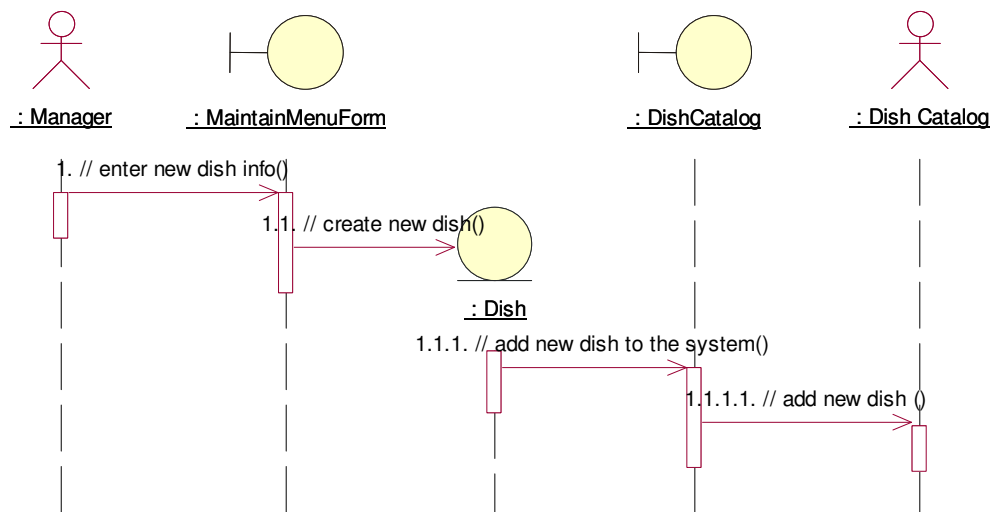 : Manager
: MaintainMenuForm
: DishCatalog
: Dish Catalog
1. // enter new dish info()
1.1. // create new dish()
: Dish
1.1.1. // add new dish to the system()
1.1.1.1. // add new dish ()